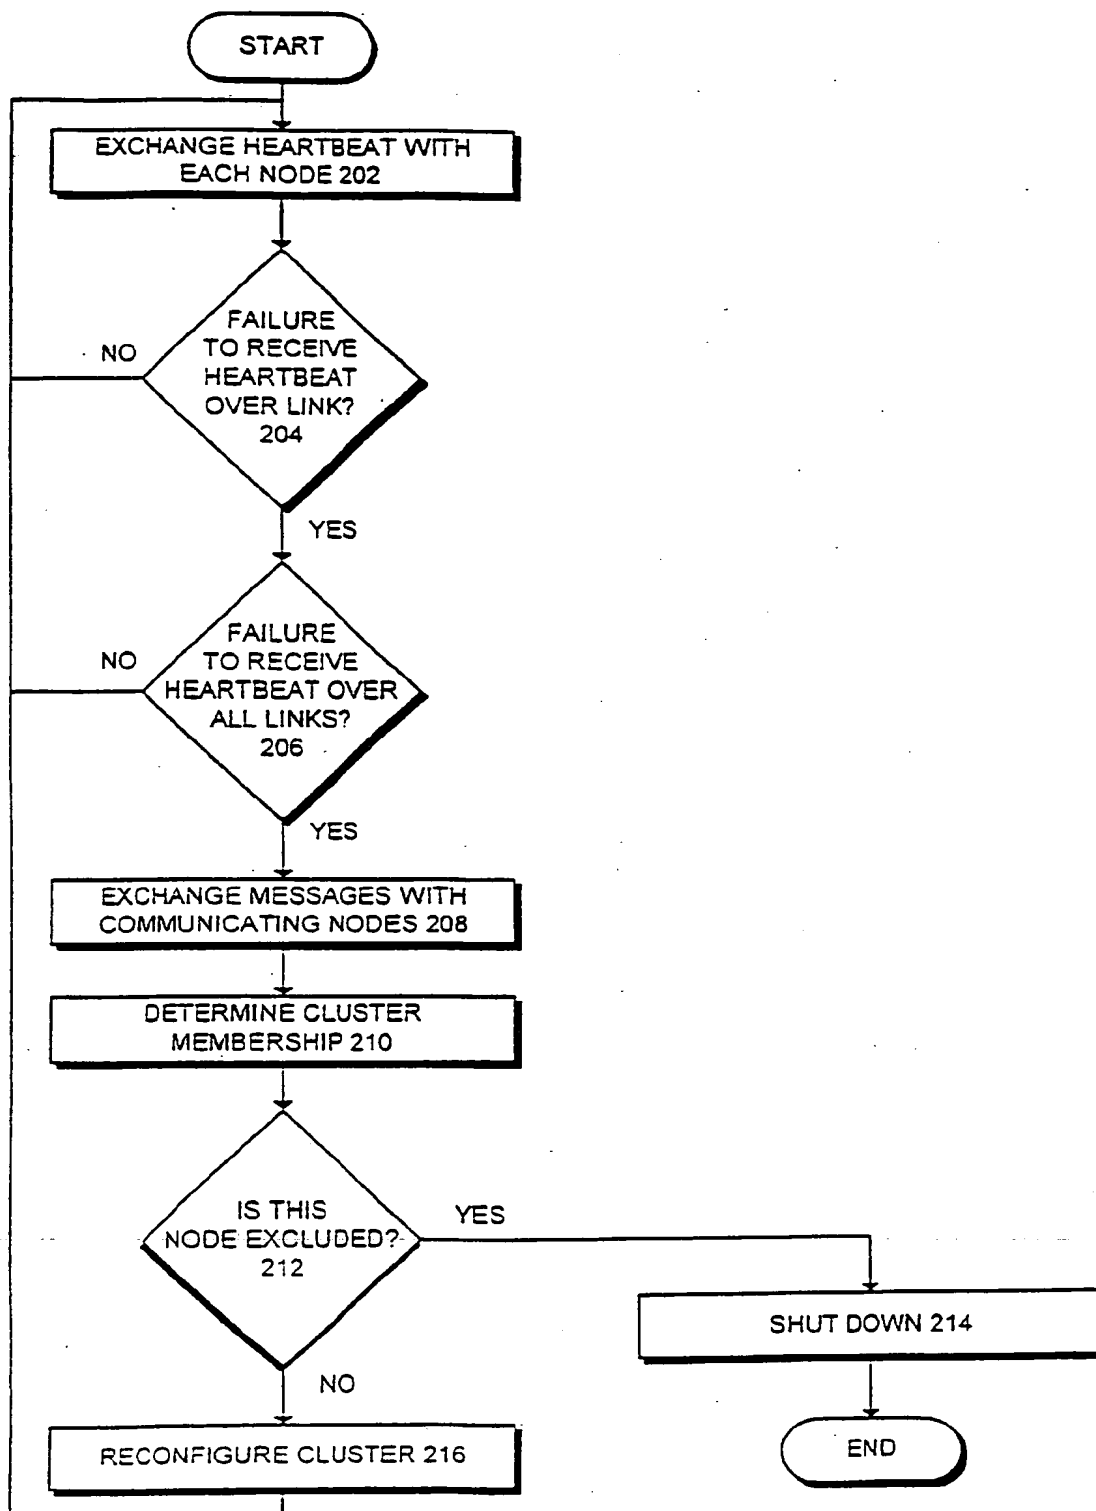 START
EXCHANGE HEARTBEAT WITH
EACH NODE 202
FAILURE
TO RECEIVE
HEARTBEAT
OVER LINK?
204
NO
YES
FAILURE
TO RECEIVE
HEARTBEAT OVER
ALL LINKS?
206
NO
YES
EXCHANGE MESSAGES WITH
COMMUNICATING NODES 208
DETERMINE CLUSTER
MEMBERSHIP 210
IS THIS
NODE EXCLUDED?
212
YES
SHUT DOWN 214
NO
END
RECONFIGURE CLUSTER 216